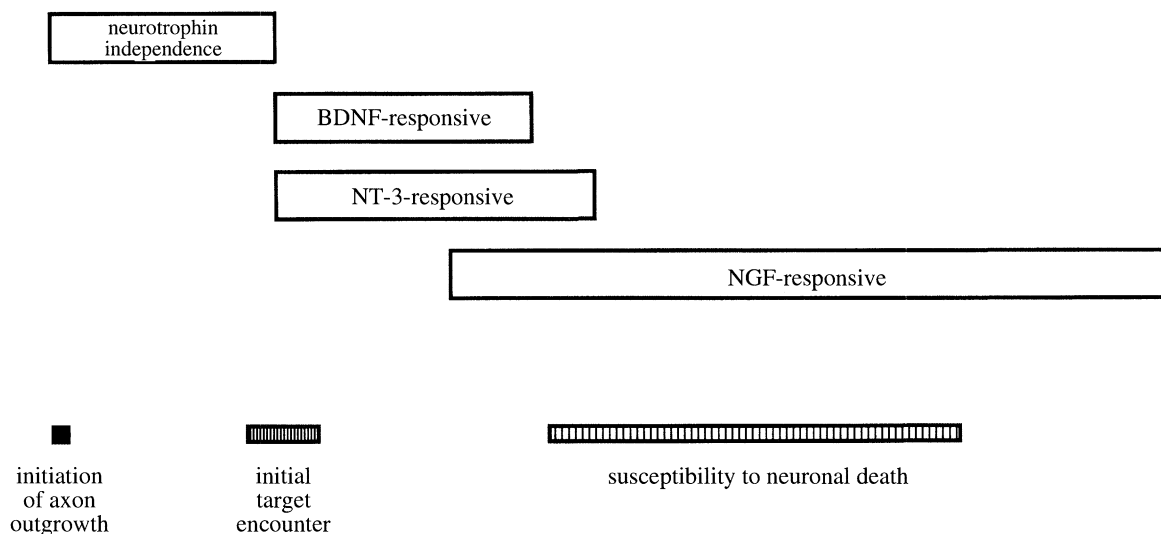 neurotrophin
independence
BDNF-responsive
NT-3-responsive
NGF-responsive
initiation
of axon
outgrowth
initial
target
encounter
susceptibility to neuronal death